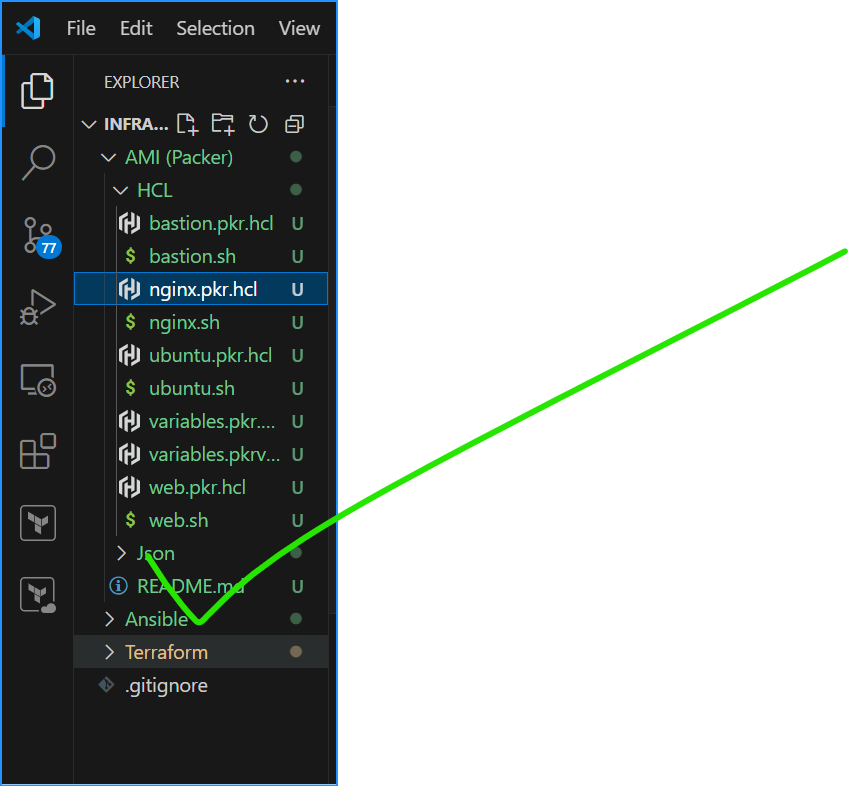 File Edit Selection View
EXPLORER ...
INFRA...
AMI (Packer)
HCL
bastion.pkr.hcl U
$ bastion.sh U
nginx.pkr.hcl U
$ nginx.sh U
ubuntu.pkr.hcl U
$ ubuntu.sh U
variables.pkr.... U
variables.pkrv... U
web.pkr.hcl U
$ web.sh U
77
Json
README.md U
Ansible
Terraform
.gitignore